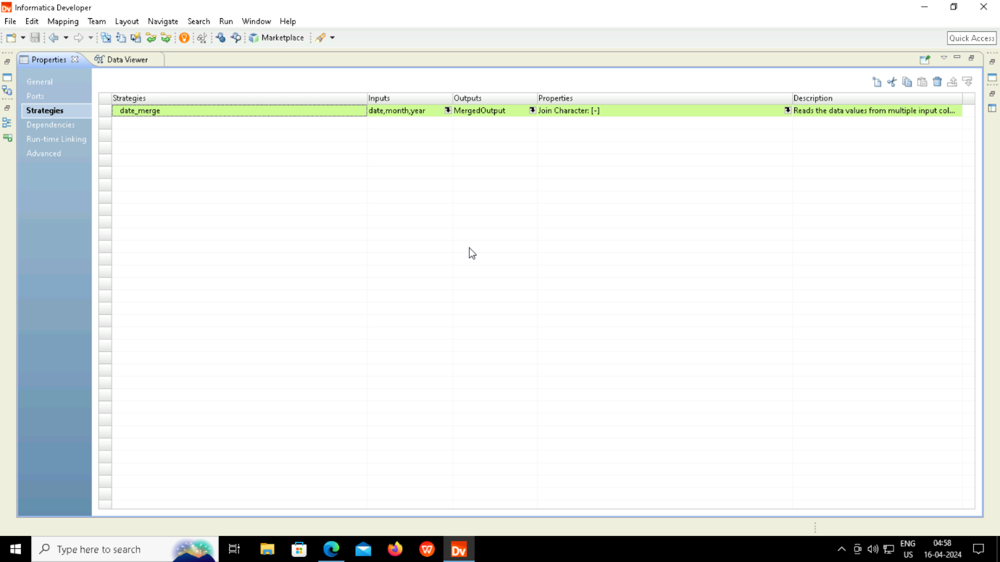 Informatica Developer
File Edit Mapping Team Layout Navigate Search Run Window Help
Marketplace
Quick Access
Properties Data Viewer
General
Ports
Strategies
Dependencies
Run-time Linking
Advanced
Strategies Inputs Outputs Properties Description
date_merge date,month,year MergedOutput Join Character: [-] Reads the data values from multiple input col...
Type here to search
Dv
ENG
US
04:58
16-04-2024